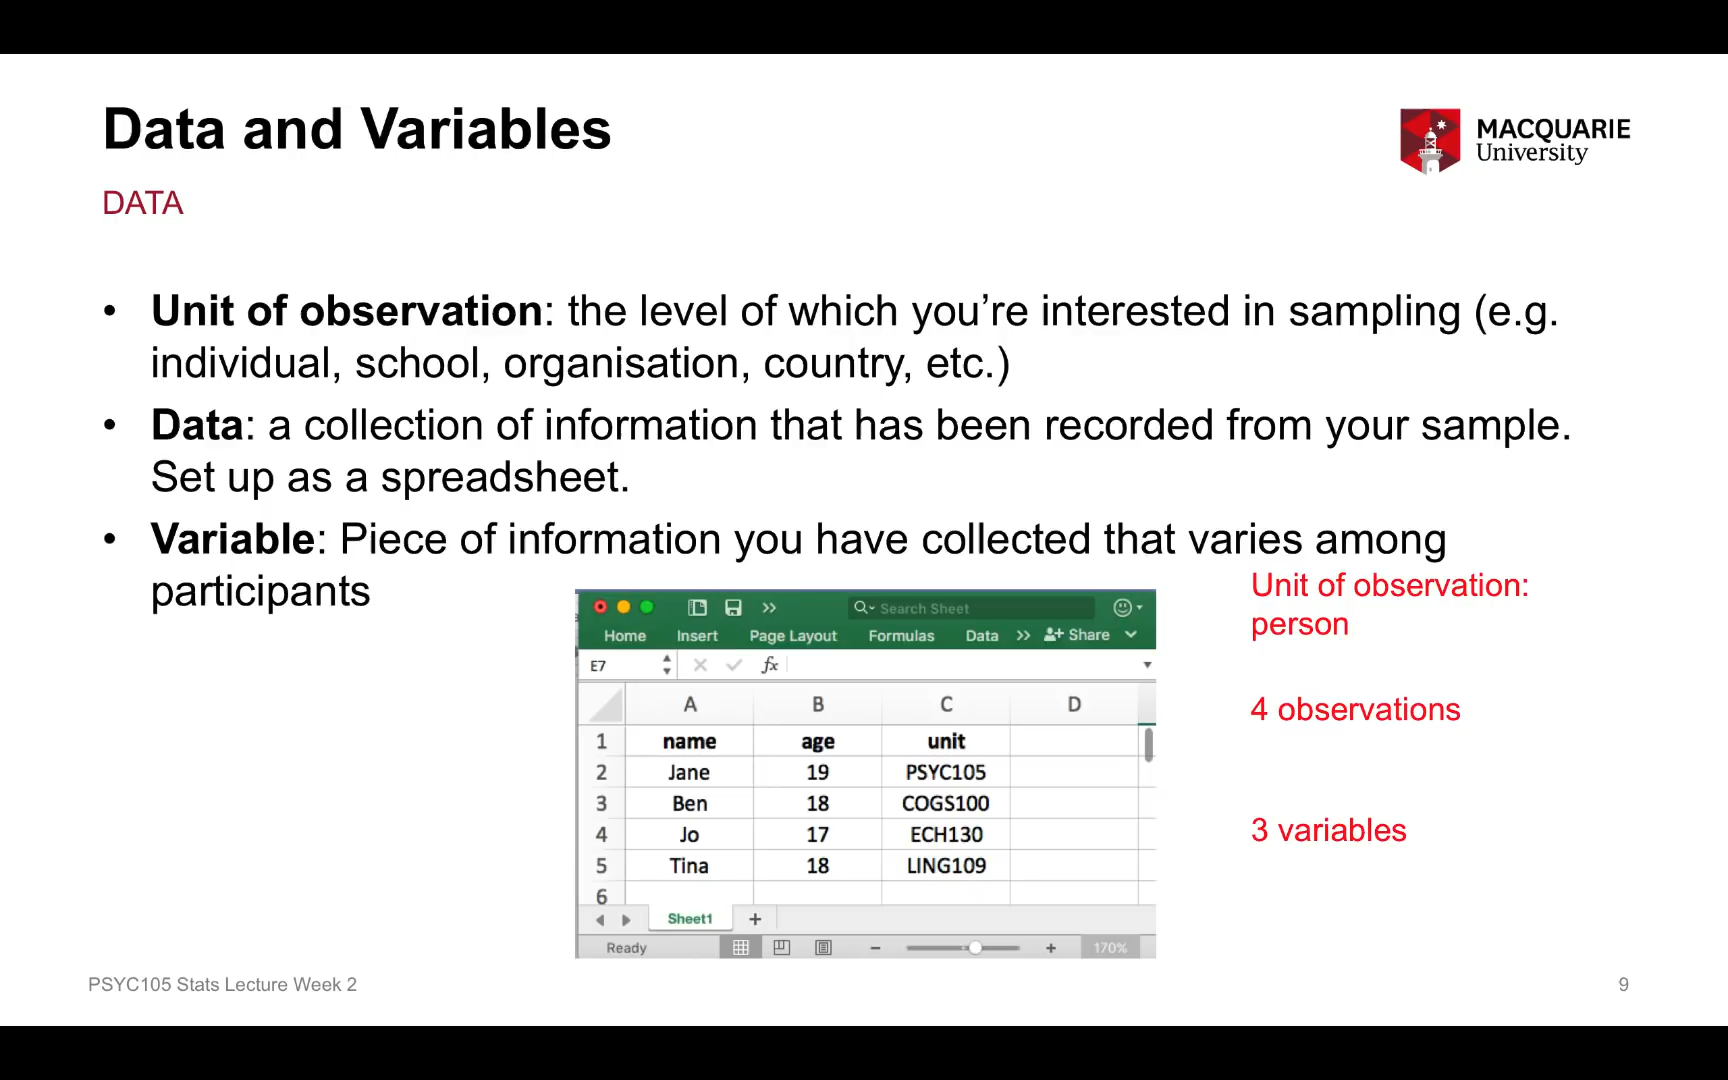 Data and Variables
MACQUARIE
University
DATA
• Unit of observation: the level of which you’re interested in sampling (e.g.
individual, school, organisation, country, etc.)
• Data: a collection of information that has been recorded from your sample.
Set up as a spreadsheet.
• Variable: Piece of information you have collected that varies among
participants
Unit of observation:
person
4 observations
3 variables
Search Sheet
Home Insert Page Layout Formulas Data Share
E7 fx
A B C D
1 name age unit
2 Jane 19 PSYC105
3 Ben 18 COGS100
4 Jo 17 ECH130
5 Tina 18 LING109
6
Sheet1 +
Ready − + 170%
PSYC105 Stats Lecture Week 2
9